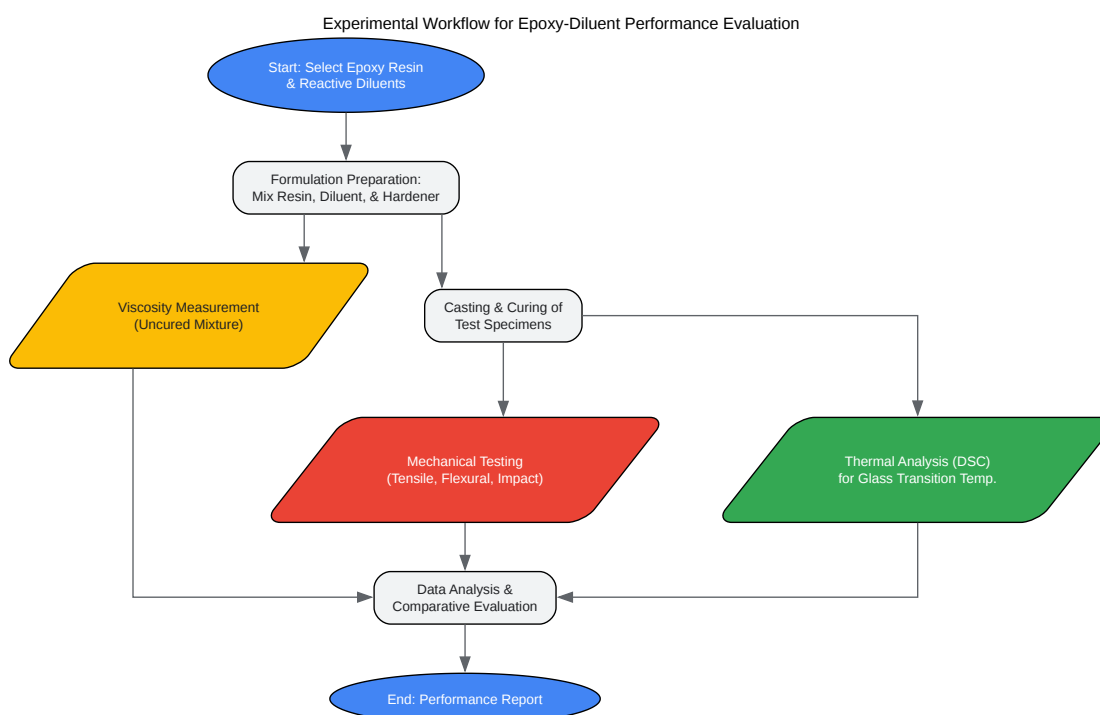 Experimental Workflow for Epoxy-Diluent Performance Evaluation
Start: Select Epoxy Resin
& Reactive Diluents
Formulation Preparation:
Mix Resin, Diluent, & Hardener
Viscosity Measurement
(Uncured Mixture)
Casting & Curing of
Test Specimens
Mechanical Testing
(Tensile, Flexural, Impact)
Thermal Analysis (DSC)
for Glass Transition Temp.
Data Analysis &
Comparative Evaluation
End: Performance Report